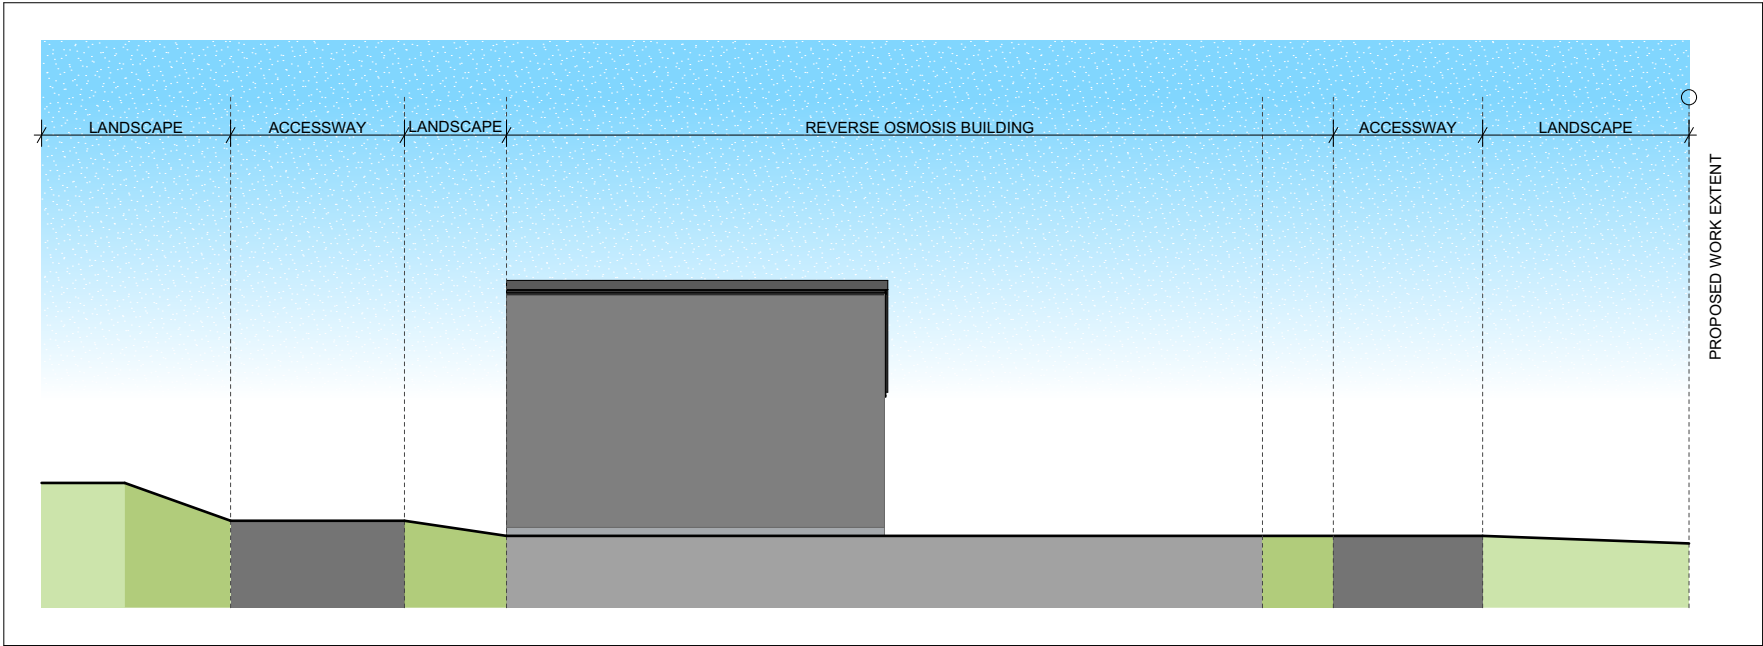 LANDSCAPE
ACCESSWAY
LANDSCAPE
REVERSE OSMOSIS BUILDING
ACCESSWAY
LANDSCAPE
PROPOSED WORK EXTENT